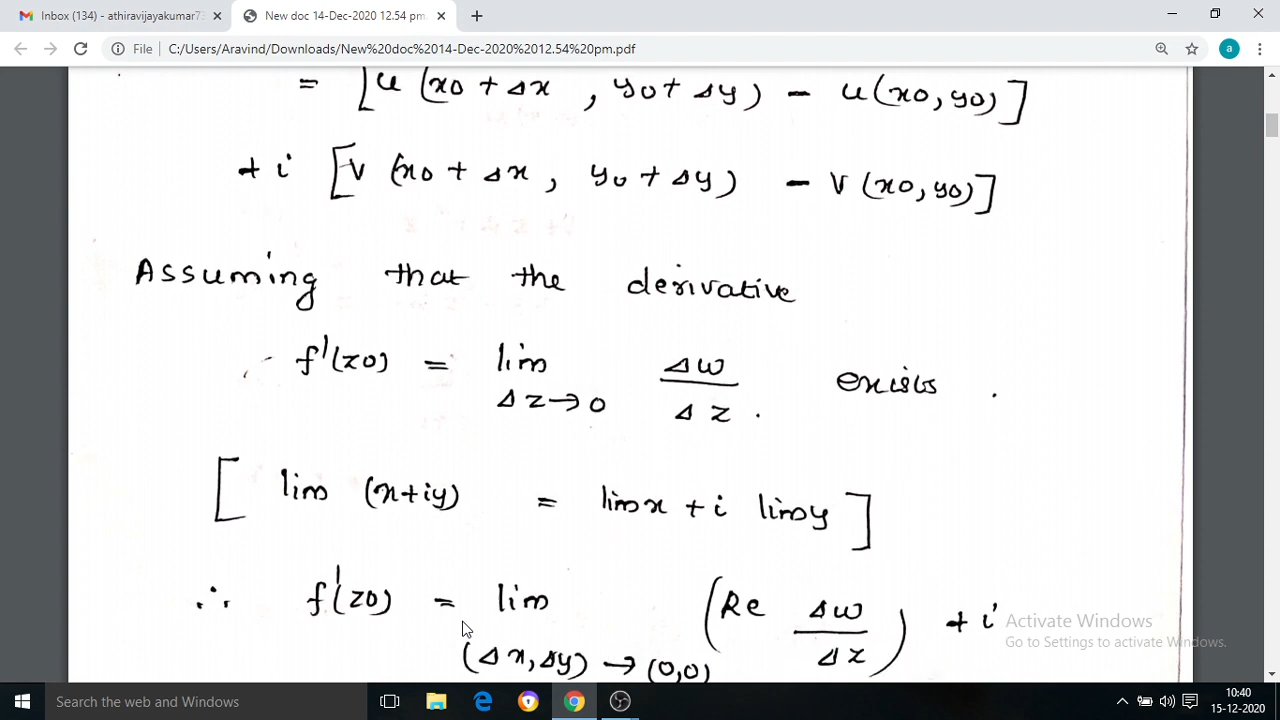 Inbox (134) - athiravijayakumar73
New doc 14-Dec-2020 12.54 pm.pdf
File C:/Users/Aravind/Downloads/New%20doc%2014-Dec-2020%2012.54%20pm.pdf
a
= [u (x0 + Δx , y0 + Δy) - u(x0, y0)]
+ i [v (x0 + Δx, y0 + Δy) - v (x0, y0)]
Assuming that the derivative
f'(z0) = lim Δz→0 Δw/Δz . exists .
[ lim (x+iy) = lim x + i lim y ]
∴ f'(z0) = lim (Δx, Δy) → (0,0) (Re Δw/Δz) + i
Activate Windows
Go to Settings to activate Windows.
Search the web and Windows
10:40
15-12-2020